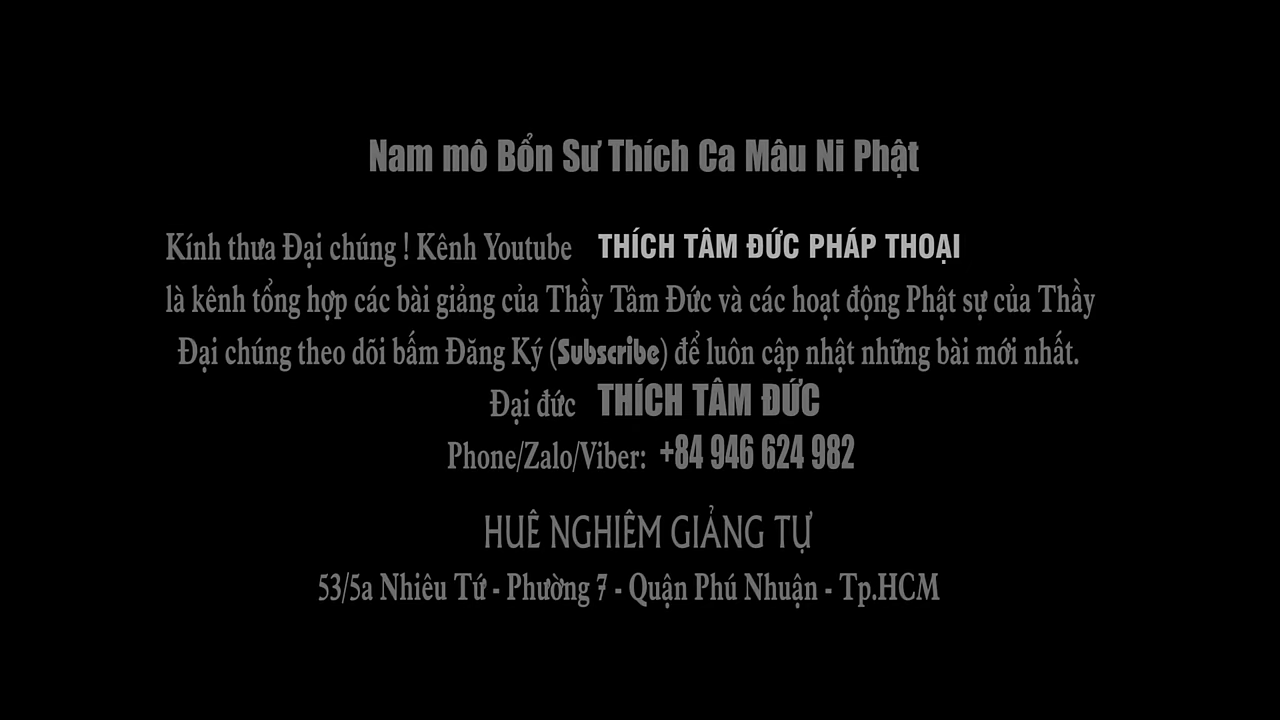 Nam mô Bổn Sư Thích Ca Mâu Ni Phật
Kính thưa Đại chúng ! Kênh Youtube THÍCH TÂM ĐỨC PHÁP THOẠI
là kênh tổng hợp các bài giảng của Thầy Tâm Đức và các hoạt động Phật sự của Thầy
Đại chúng theo dõi bấm Đăng Ký (Subscribe) để luôn cập nhật những bài mới nhất.
Đại đức THÍCH TÂM ĐỨC
Phone/Zalo/Viber: +84 946 624 982
HUÊ NGHIÊM GIẢNG TỰ
53/5a Nhiêu Tứ - Phường 7 - Quận Phú Nhuận - Tp.HCM